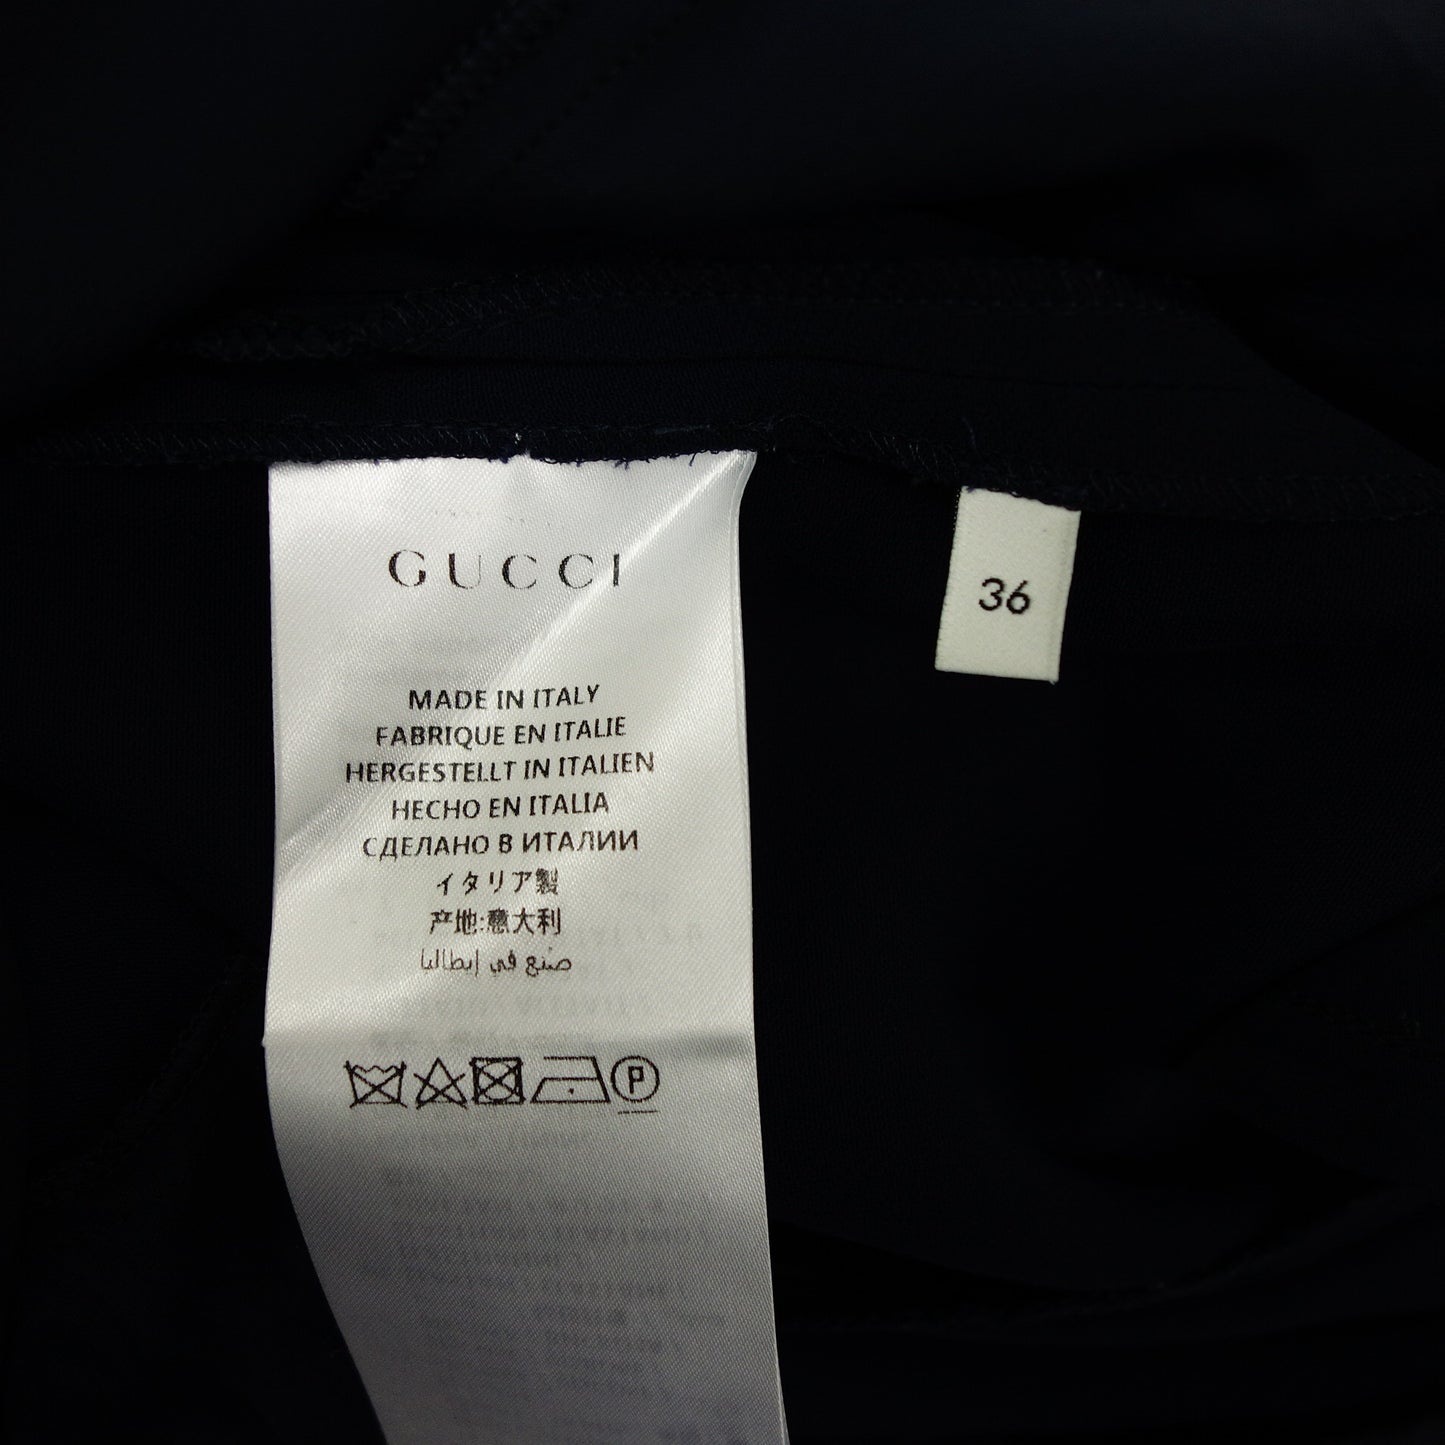 GUCCI
36
MADE IN ITALY
FABRIQUE EN ITALIE
HERGESTELLT IN ITALIEN
HECHO EN ITALIA
СДЕЛАНО В ИТАЛИИ
イタリア製
产地:意大利
صنع في إيطاليا
P